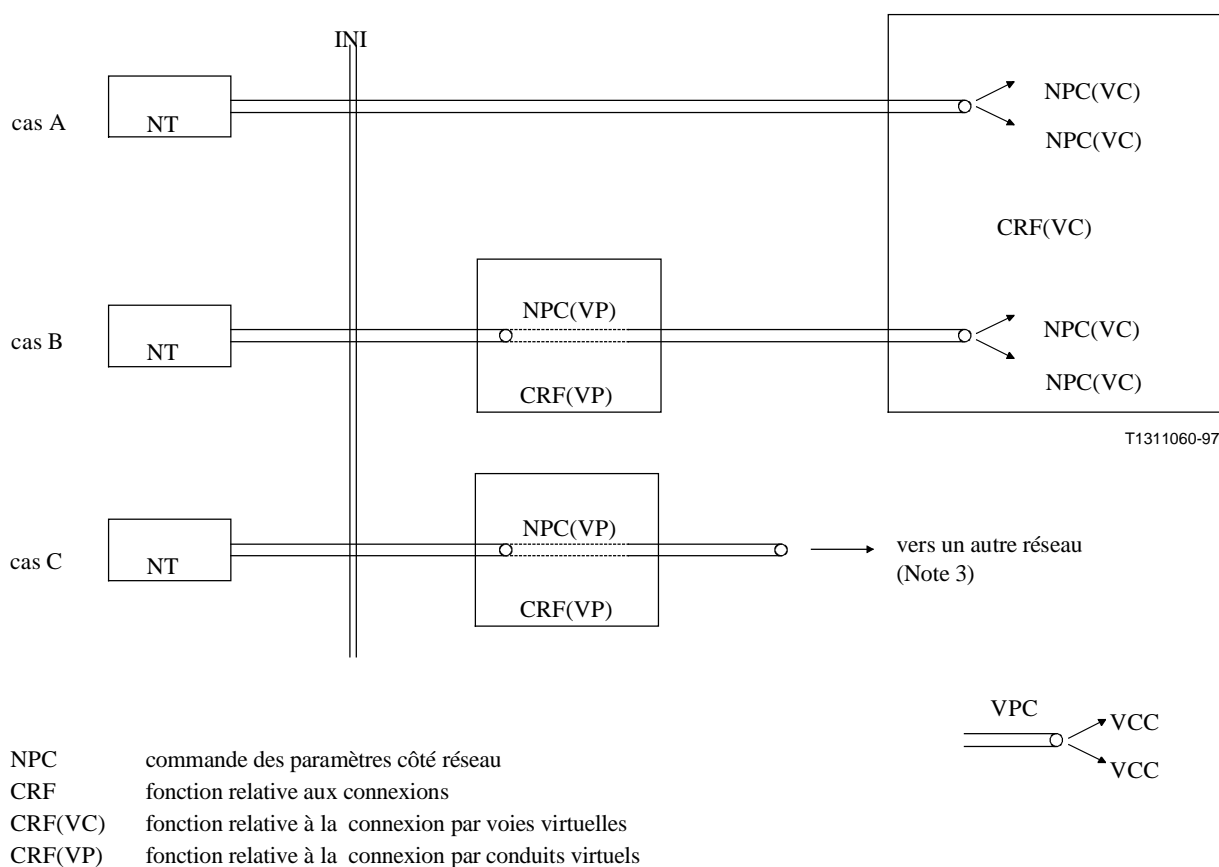 INI
NPC(VC)
cas A
NT
NPC(VC)
CRF(VC)
NPC(VP)
NPC(VC)
cas B
NT
NPC(VC)
CRF(VP)
T1311060-97
NPC(VP)
cas C
NT
vers un autre réseau
(Note 3)
CRF(VP)
VPC
VCC
VCC
NPC commande des paramètres côté réseau
CRF fonction relative aux connexions
CRF(VC) fonction relative à la connexion par voies virtuelles
CRF(VP) fonction relative à la connexion par conduits virtuels